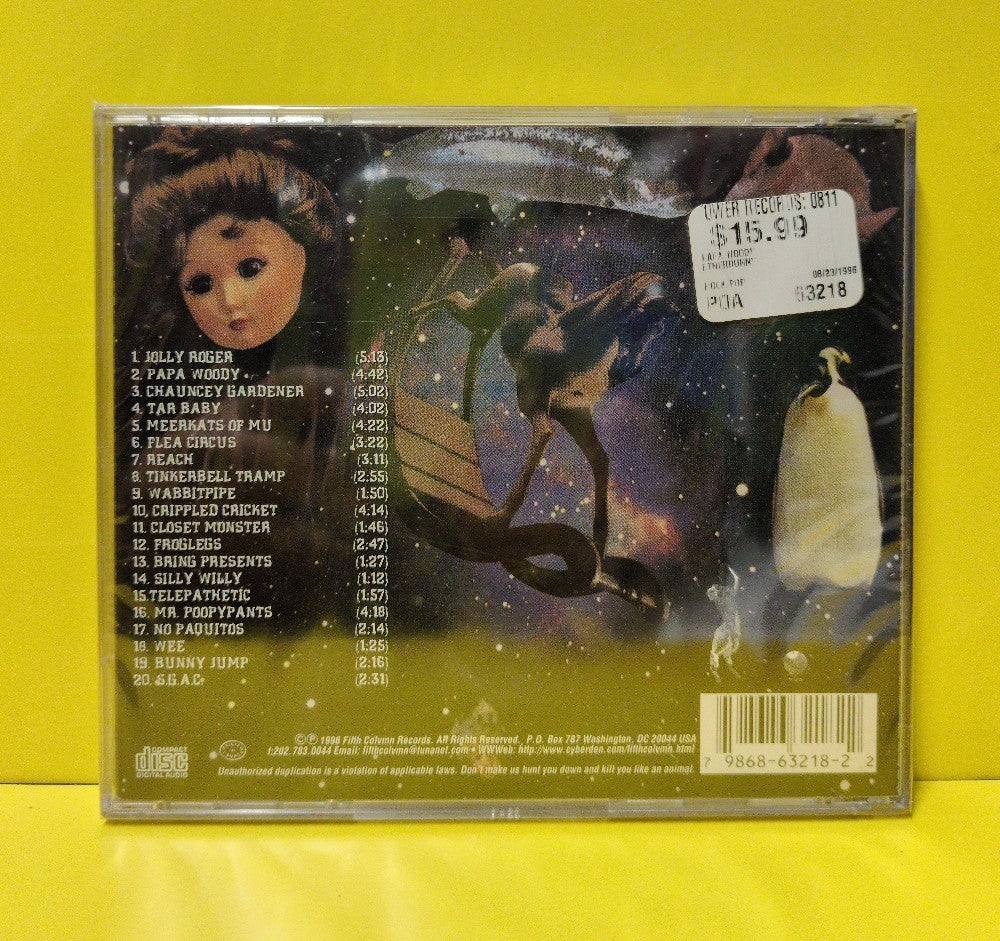 OWER RECORDS: 0811
$15.99
PAPA WOODY
ETHERBUNNY
08/23/1996
ROCK POP
POA 63218
1. JOLLY ROGER (5:13)
2. PAPA WOODY (4:42)
3. CHAUNCEY GARDENER (5:02)
4. TAR BABY (4:02)
5. MEERKATS OF MU (4:22)
6. FLEA CIRCUS (3:22)
7. REACH (3:11)
8. TINKERBELL TRAMP (2:55)
9. WABBITPIPE (1:50)
10. CRIPPLED CRICKET (4:14)
11. CLOSET MONSTER (1:46)
12. FROGLEGS (2:47)
13. BRING PRESENTS (1:27)
14. SILLY WILLY (1:12)
15. TELEPATHETIC (1:57)
16. MR. POOPYPANTS (4:18)
17. NO PAQUITOS (2:14)
18. WEE (1:25)
19. BUNNY JUMP (2:16)
20. S.G.A.C. (2:31)
COMPACT
disc
DIGITAL AUDIO
©℗ 1996 Fifth Colvmn Records. All Rights Reserved. P.O. Box 787 Washington, DC 20044 USA
t:202.783.0044 Email: fifthcolvmn@tunanet.com • WWWeb: http://www.cyberden.com/fifthcolvmn.html
Unauthorized duplication is a violation of applicable laws. Don't make us hunt you down and kill you like an animal.
7 9868-63218-2 2